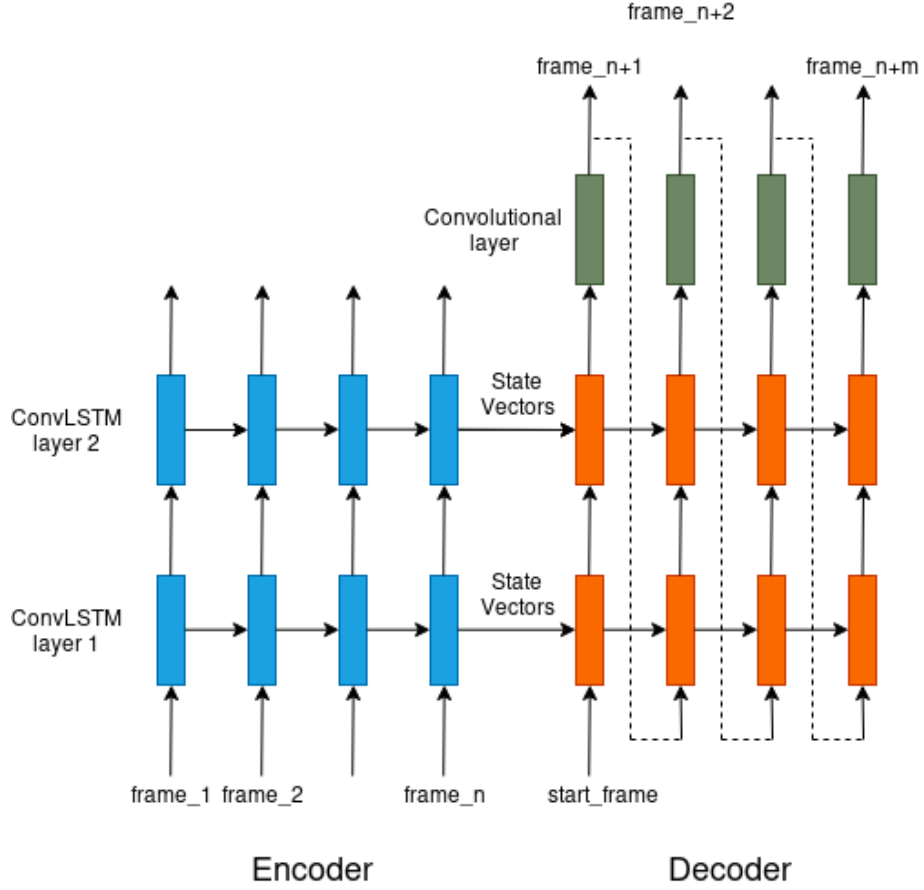 frame_n+2
frame_n+1
frame_n+m
Convolutional
layer
ConvLSTM
layer 2
State
Vectors
ConvLSTM
layer 1
State
Vectors
frame_1
frame_2
frame_n
start_frame
Encoder
Decoder